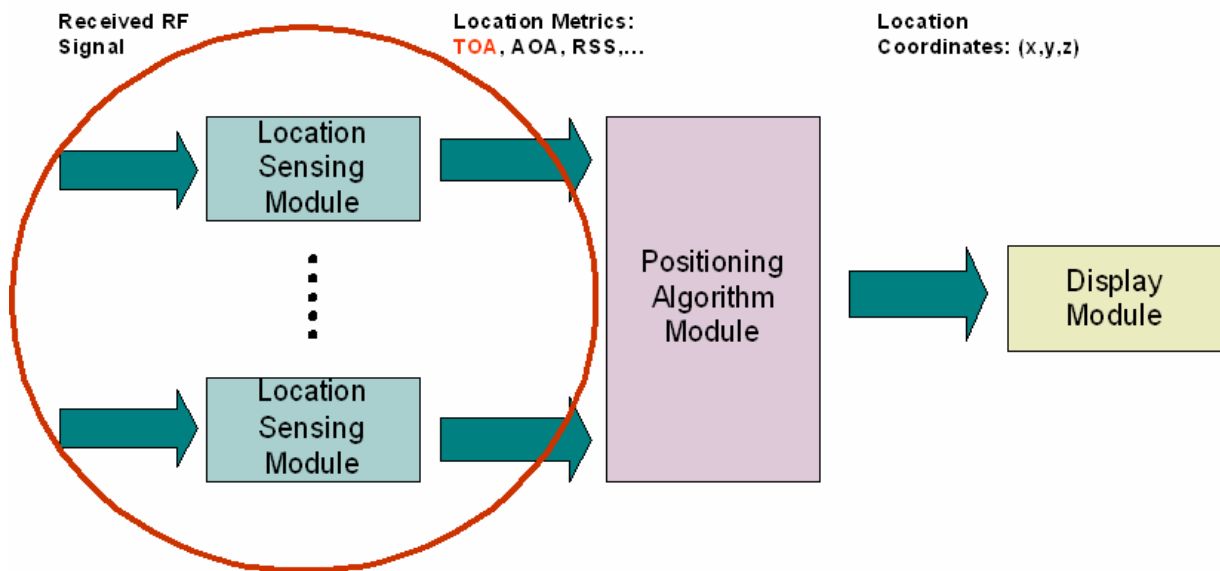 Received RF
Signal
Location Metrics:
TOA, AOA, RSS,...
Location
Coordinates: (x,y,z)
Location
Sensing
Module
Positioning
Algorithm
Module
Display
Module
Location
Sensing
Module